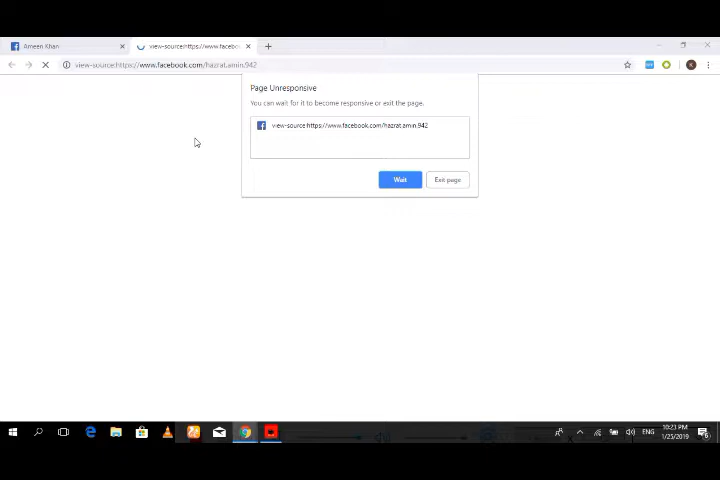 Ameen Khan
view-source:https://www.facebo
view-source:https://www.facebook.com/hazrat.amin.942
Page Unresponsive
You can wait for it to become responsive or exit the page.
view-source:https://www.facebook.com/hazrat.amin.942
Wait
Exit page
ENG
10:23 PM
1/25/2019